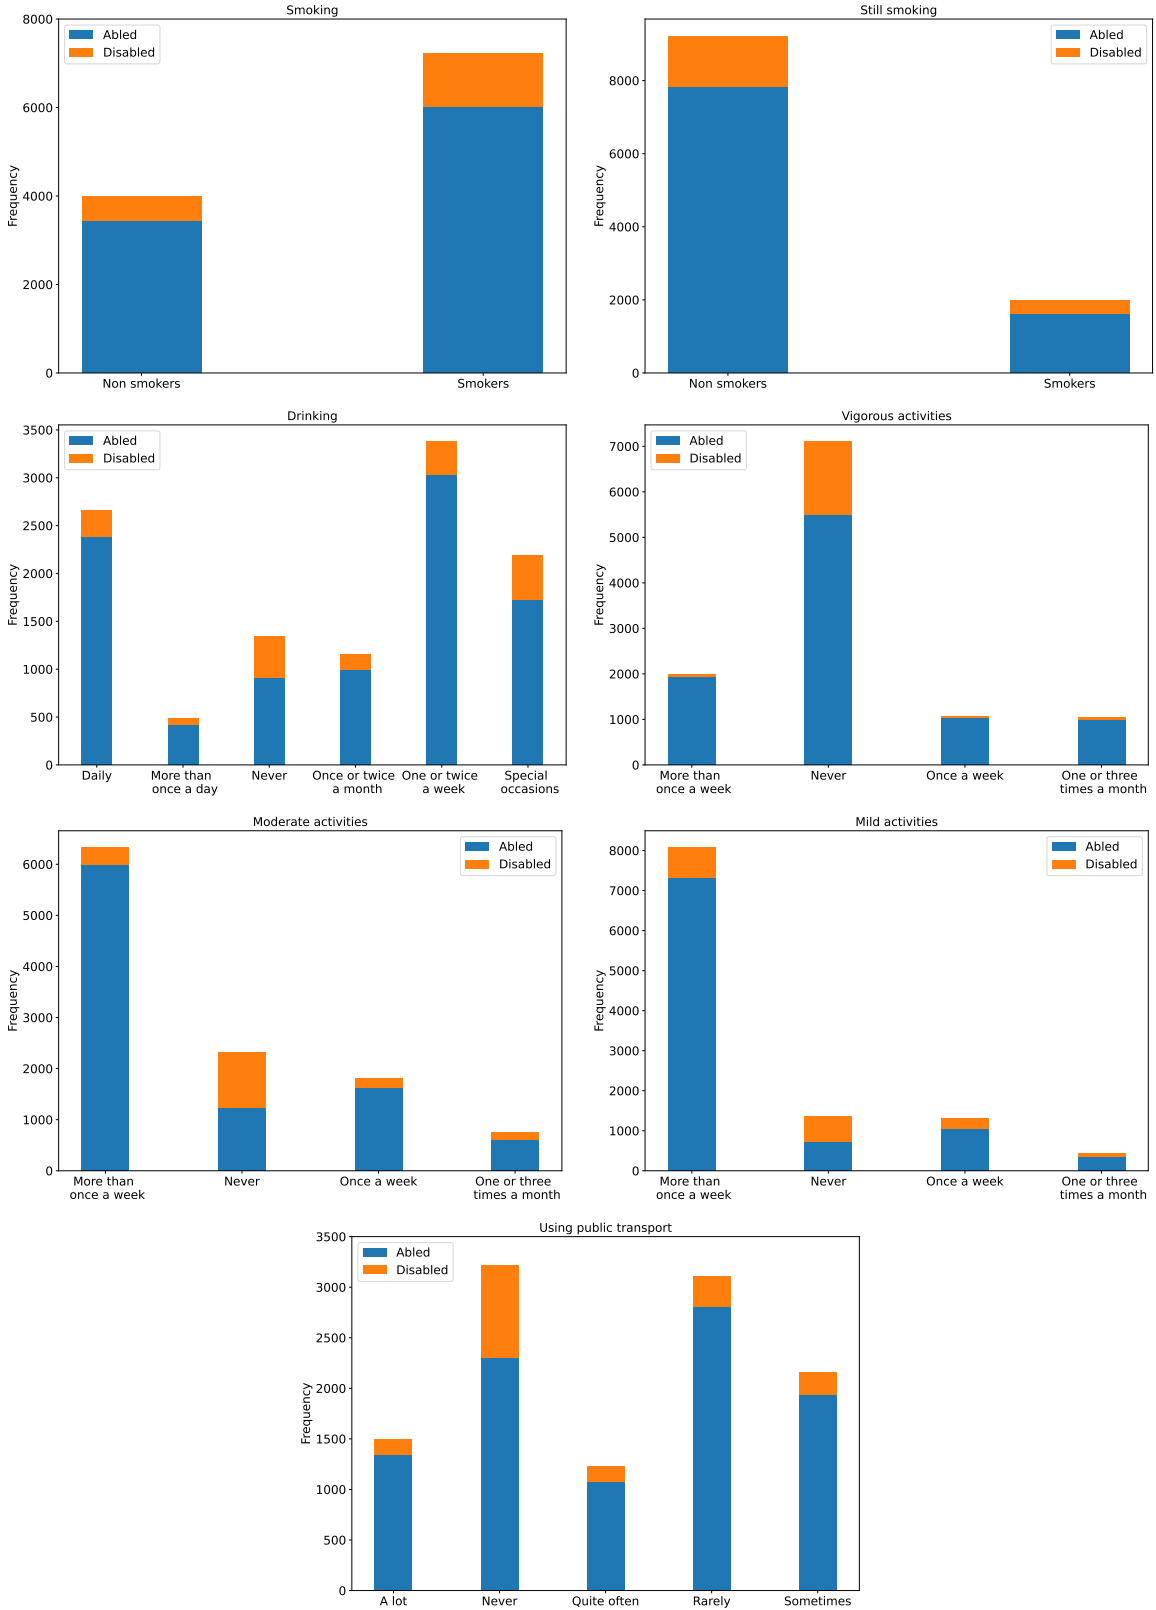 Smoking
8000
6000
4000
2000
0
Frequency
Abled
Disabled
Non smokers
Smokers
Still smoking
8000
6000
4000
2000
0
Frequency
Abled
Disabled
Non smokers
Smokers
Drinking
3500
3000
2500
2000
1500
1000
500
0
Frequency
Abled
Disabled
Daily
More than
once a day
Never
Once or twice
a month
One or twice
a week
Special
occasions
Vigorous activities
7000
6000
5000
4000
3000
2000
1000
0
Frequency
Abled
Disabled
More than
once a week
Never
Once a week
One or three
times a month
Moderate activities
6000
5000
4000
3000
2000
1000
0
Frequency
Abled
Disabled
More than
once a week
Never
Once a week
One or three
times a month
Mild activities
8000
7000
6000
5000
4000
3000
2000
1000
0
Frequency
Abled
Disabled
More than
once a week
Never
Once a week
One or three
times a month
Using public transport
3500
3000
2500
2000
1500
1000
500
0
Frequency
Abled
Disabled
A lot
Never
Quite often
Rarely
Sometimes